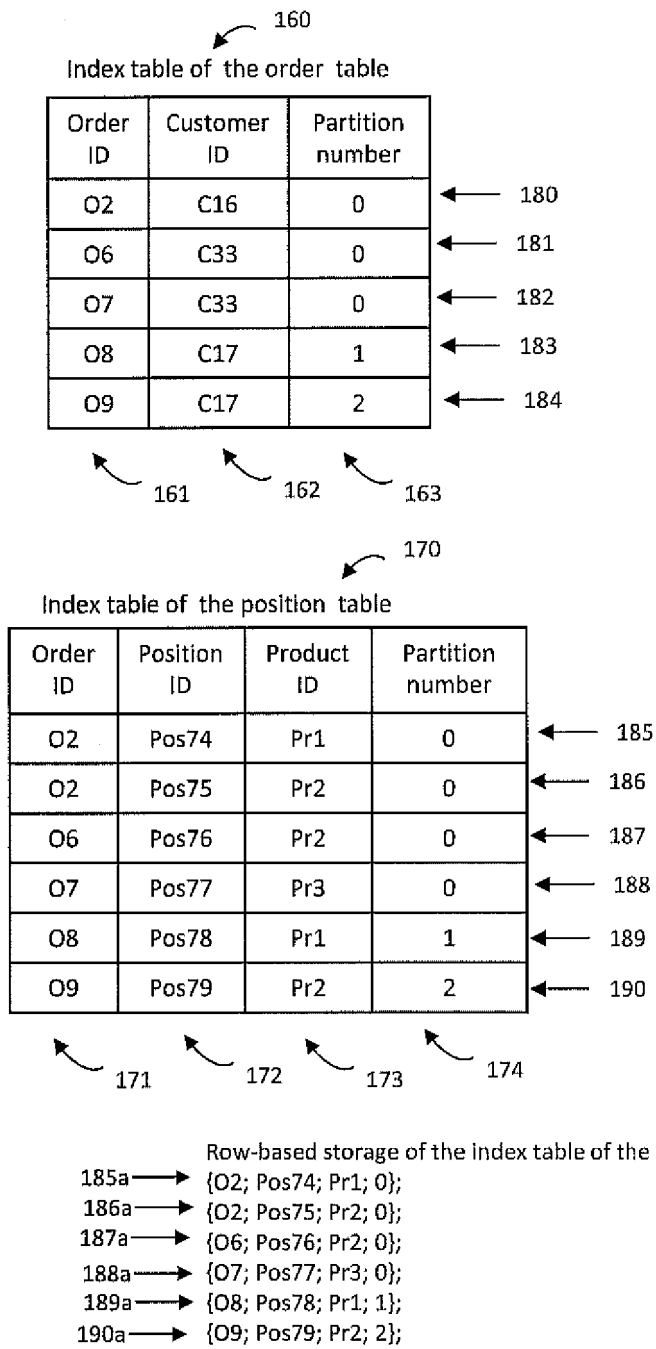 160
Index table of the order table
Order ID Customer ID Partition number
O2 C16 0 180
O6 C33 0 181
O7 C33 0 182
O8 C17 1 183
O9 C17 2 184
161 162 163
170
Index table of the position table
Order ID Position ID Product ID Partition number
O2 Pos74 Pr1 0 185
O2 Pos75 Pr2 0 186
O6 Pos76 Pr2 0 187
O7 Pos77 Pr3 0 188
O8 Pos78 Pr1 1 189
O9 Pos79 Pr2 2 190
171 172 173 174
Row-based storage of the index table of the
185a {O2; Pos74; Pr1; 0};
186a {O2; Pos75; Pr2; 0};
187a {O6; Pos76; Pr2; 0};
188a {O7; Pos77; Pr3; 0};
189a {O8; Pos78; Pr1; 1};
190a {O9; Pos79; Pr2; 2};